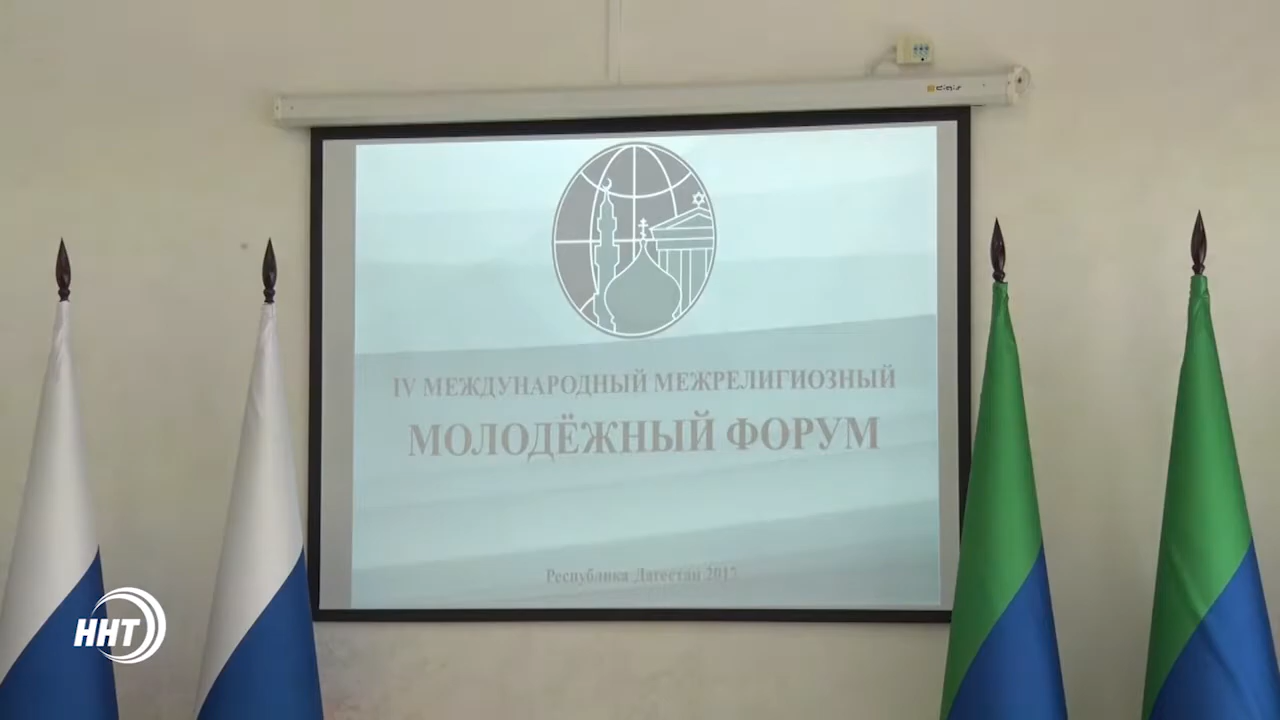 IV МЕЖДУНАРОДНЫЙ МЕЖРЕЛИГИОЗНЫЙ
МОЛОДЁЖНЫЙ ФОРУМ
Республика Дагестан
ННТ